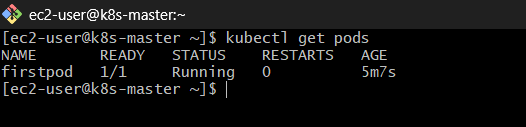 ec2-user@k8s-master:~
[ec2-user@k8s-master ~]$ kubectl get pods
NAME       READY   STATUS    RESTARTS   AGE
firstpod   1/1     Running   0          5m7s
[ec2-user@k8s-master ~]$